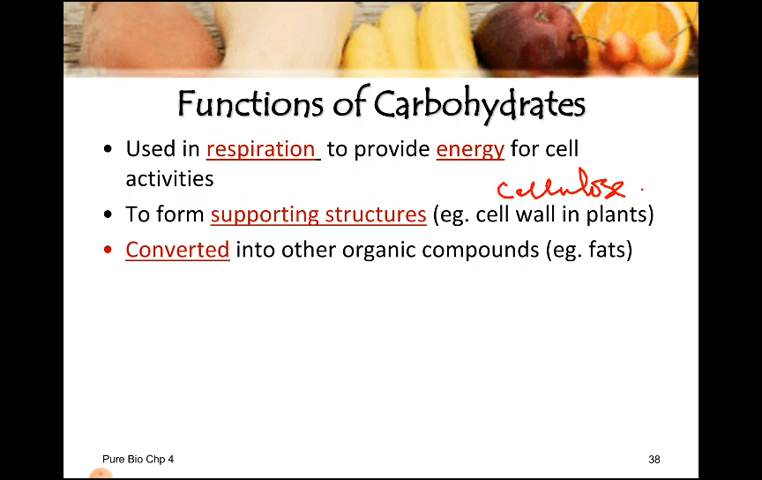 Functions of Carbohydrates
• Used in respiration to provide energy for cell
activities
cellulose
• To form supporting structures (eg. cell wall in plants)
• Converted into other organic compounds (eg. fats)
Pure Bio Chp 4
38